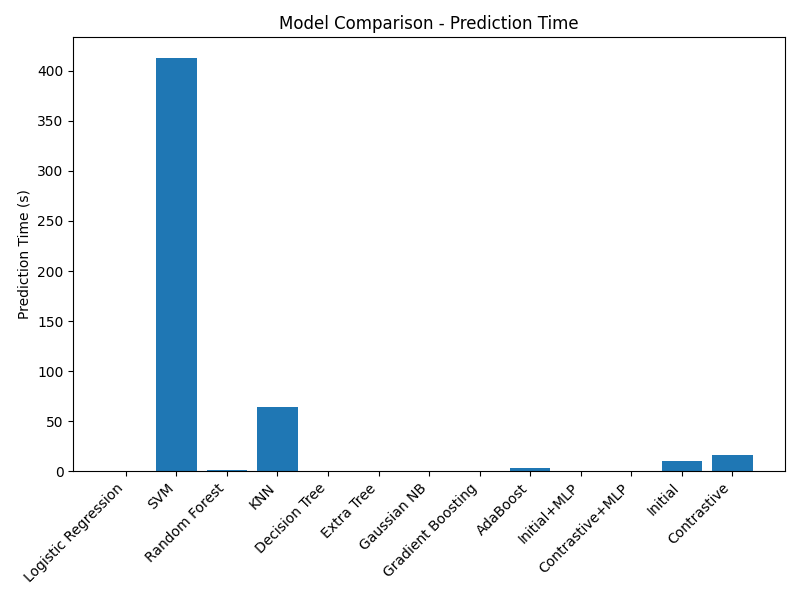 Model Comparison - Prediction Time
Prediction Time (s)
400
350
300
250
200
150
100
50
0
Logistic Regression
SVM
Random Forest
KNN
Decision Tree
Extra Tree
Gaussian NB
Gradient Boosting
AdaBoost
Initial+MLP
Contrastive+MLP
Initial
Contrastive